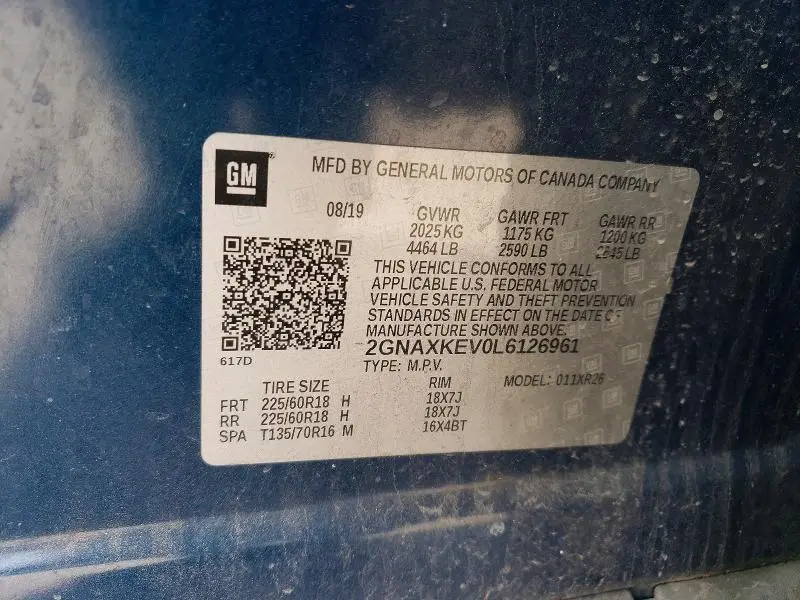 GM
MFD BY GENERAL MOTORS OF CANADA COMPANY
08/19 GVWR GAWR FRT GAWR RR
2025 KG 1175 KG 1200 KG
4464 LB 2590 LB 2645 LB
THIS VEHICLE CONFORMS TO ALL
APPLICABLE U.S. FEDERAL MOTOR
VEHICLE SAFETY AND THEFT PREVENTION
STANDARDS IN EFFECT ON THE DATE OF
MANUFACTURE SHOWN ABOVE.
2GNAXKEV0L6126961
617D
TYPE: M.P.V. MODEL: 011XR26
TIRE SIZE RIM
FRT 225/60R18 H 18X7J
RR 225/60R18 H 18X7J
SPA T135/70R16 M 16X4BT